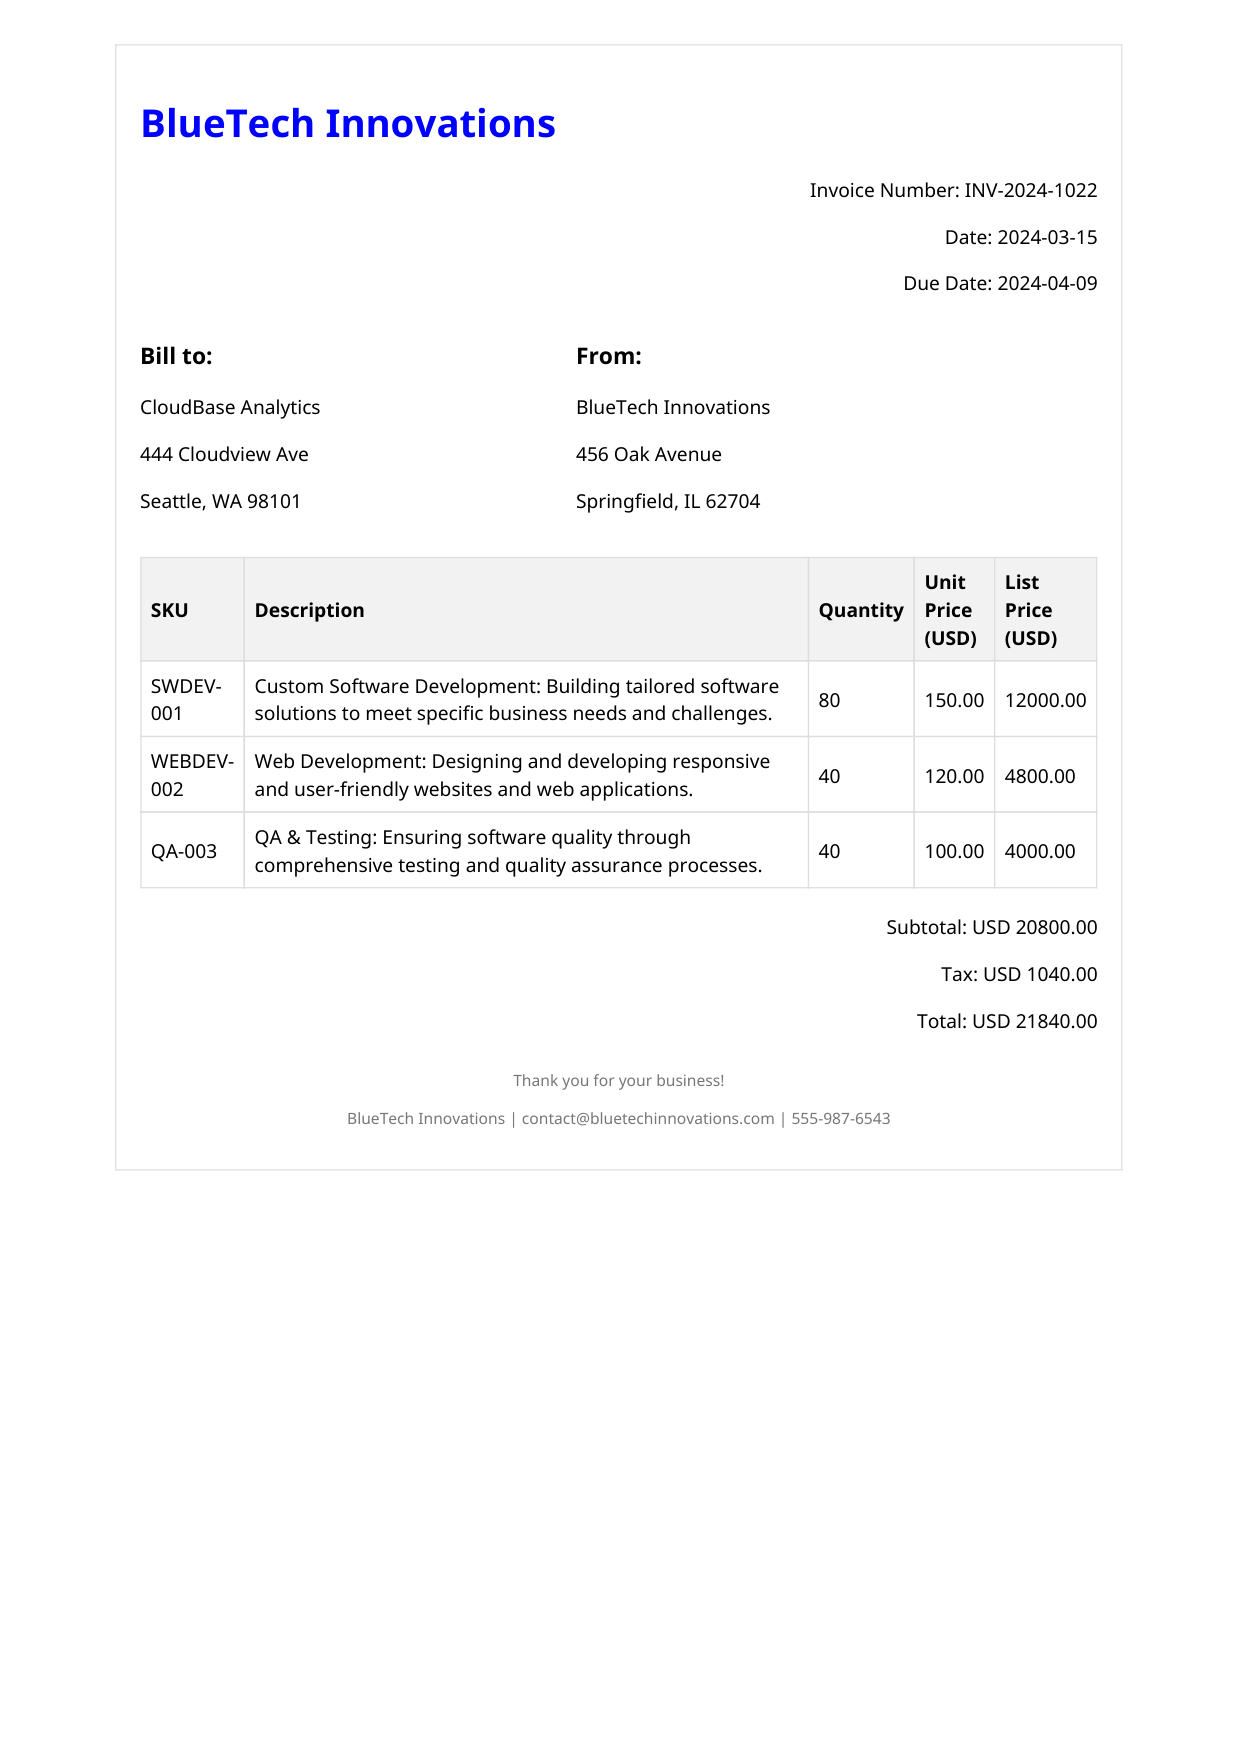 BlueTech Innovations
Invoice Number: INV-2024-1022
Date: 2024-03-15
Due Date: 2024-04-09
Bill to:
CloudBase Analytics
444 Cloudview Ave
Seattle, WA 98101
From:
BlueTech Innovations
456 Oak Avenue
Springfield, IL 62704
SKU Description Quantity Unit Price (USD) List Price (USD)
SWDEV-001 Custom Software Development: Building tailored software solutions to meet specific business needs and challenges. 80 150.00 12000.00
WEBDEV-002 Web Development: Designing and developing responsive and user-friendly websites and web applications. 40 120.00 4800.00
QA-003 QA & Testing: Ensuring software quality through comprehensive testing and quality assurance processes. 40 100.00 4000.00
Subtotal: USD 20800.00
Tax: USD 1040.00
Total: USD 21840.00
Thank you for your business!
BlueTech Innovations | contact@bluetechinnovations.com | 555-987-6543